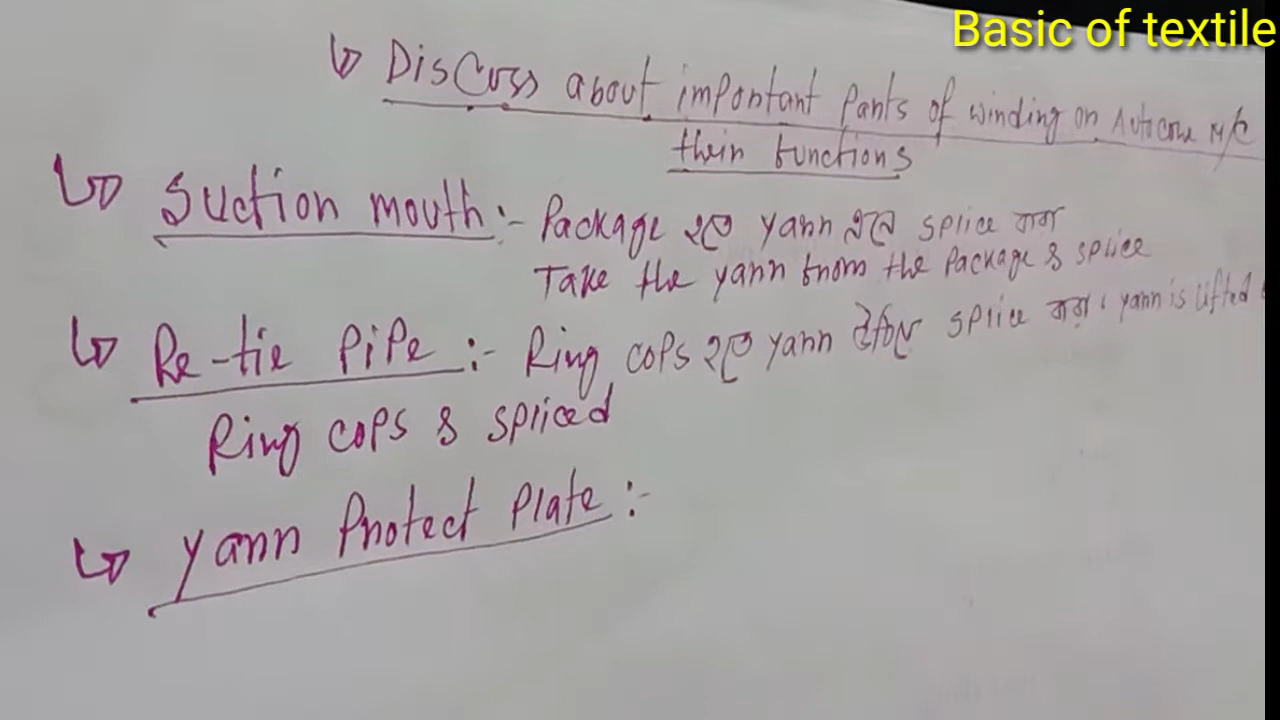 Basic of textile
Discuss about important parts of winding on Autocone M/C
their functions
Suction mouth :- Package হতে yarn splice করা
Take the yarn from the Package & splice
Re-tie PiPe :- Ring cops হতে yarn splice করা। yarn is lifted
Ring cops & spliced
Yarn Protect Plate :-